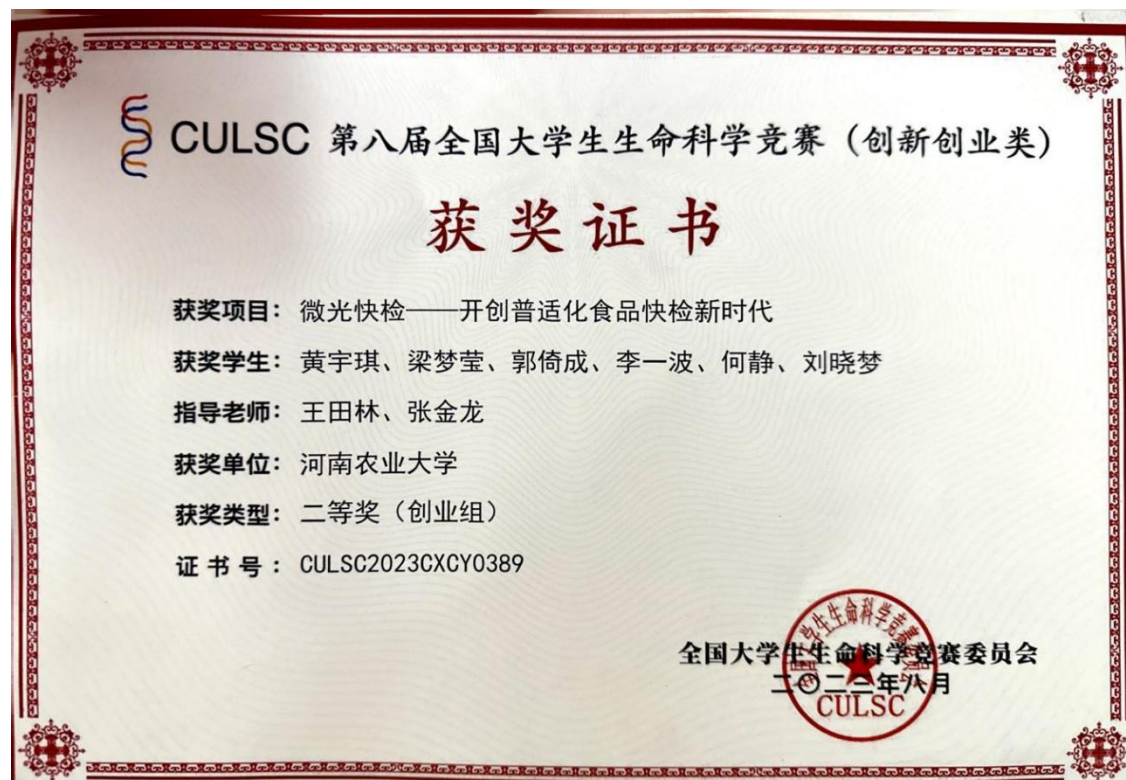 CULSC 第八届全国大学生生命科学竞赛（创新创业类）
获奖证书
获奖项目：微光快检——开创普适化食品快检新时代
获奖学生：黄宇琪、梁梦莹、郭倚成、李一波、何静、刘晓梦
指导老师：王田林、张金龙
获奖单位：河南农业大学
获奖类型：二等奖（创业组）
证书号：CULSC2023CXCY0389
全国大学生生命科学竞赛委员会
二〇二三年八月
CULSC